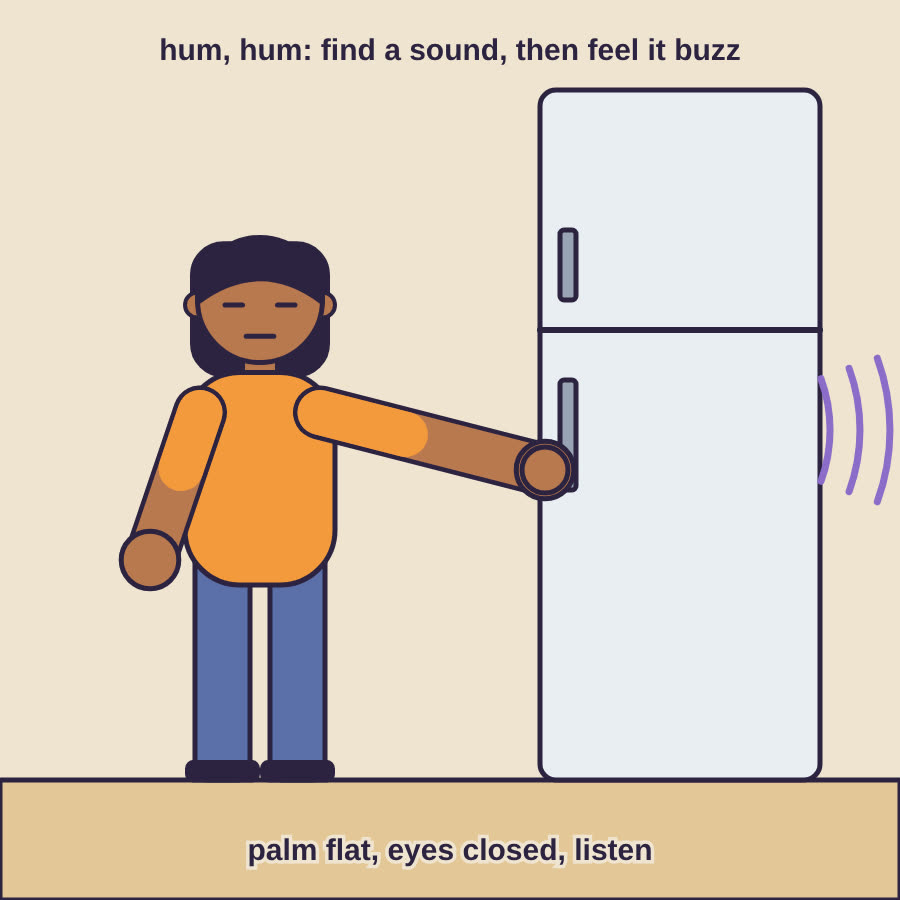 hum, hum: find a sound, then feel it buzz
palm flat, eyes closed, listen